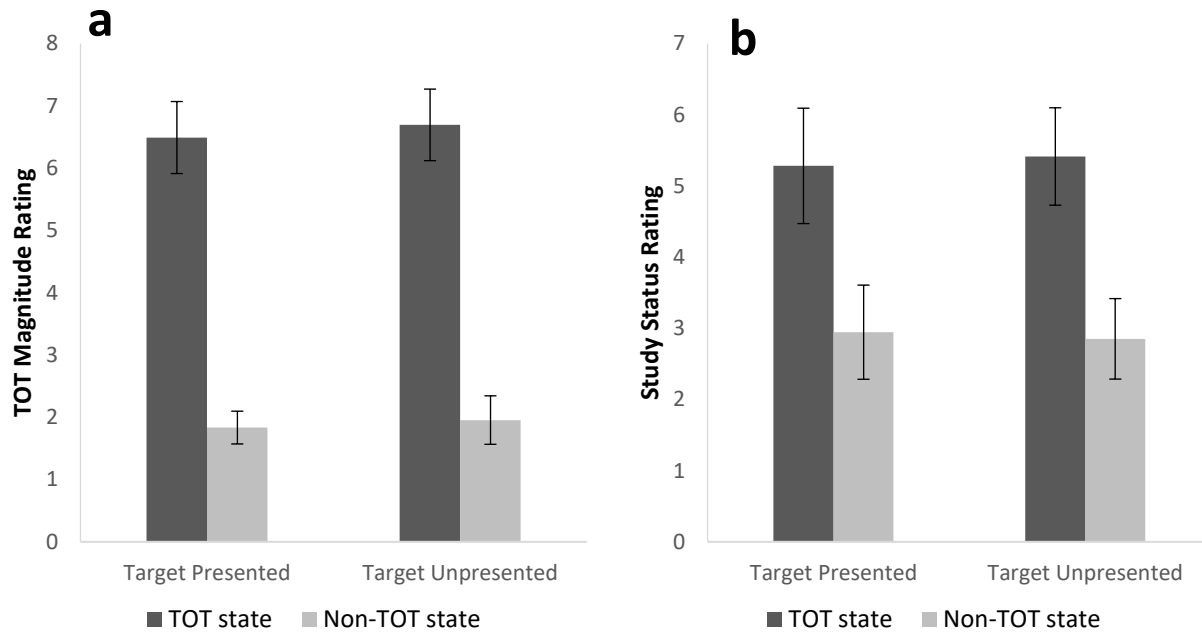 a
8
7
6
5
4
3
2
1
0
TOT Magnitude Rating
Target Presented
Target Unpresented
TOT state
Non-TOT state
b
7
6
5
4
3
2
1
0
Study Status Rating
Target Presented
Target Unpresented
TOT state
Non-TOT state